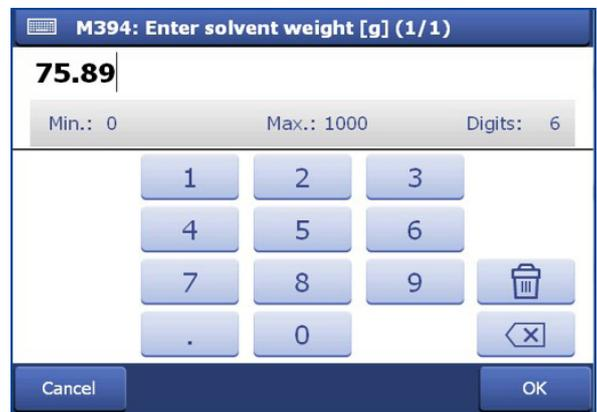 M394: Enter solvent weight [g] (1/1)
75.89
Min.: 0 Max.: 1000 Digits: 6
1 2 3
4 5 6
7 8 9
. 0
Cancel OK